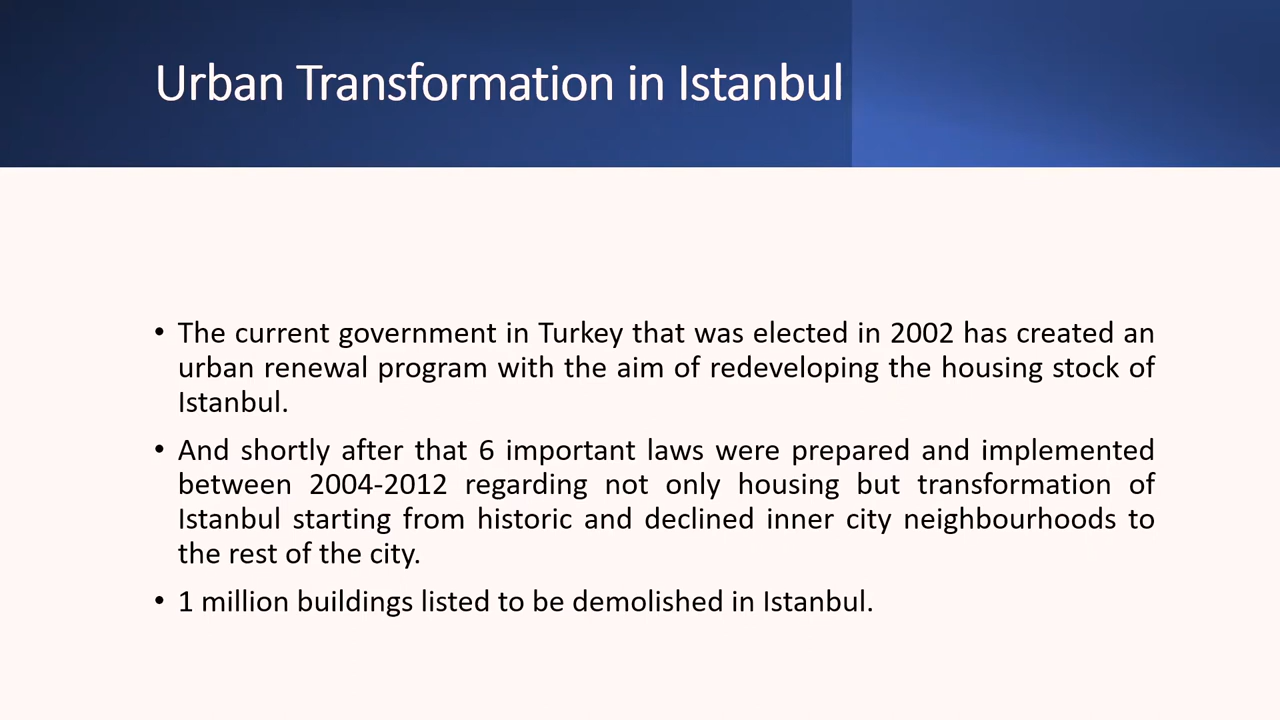 Urban Transformation in Istanbul
• The current government in Turkey that was elected in 2002 has created an
urban renewal program with the aim of redeveloping the housing stock of
Istanbul.
• And shortly after that 6 important laws were prepared and implemented
between 2004-2012 regarding not only housing but transformation of
Istanbul starting from historic and declined inner city neighbourhoods to
the rest of the city.
• 1 million buildings listed to be demolished in Istanbul.